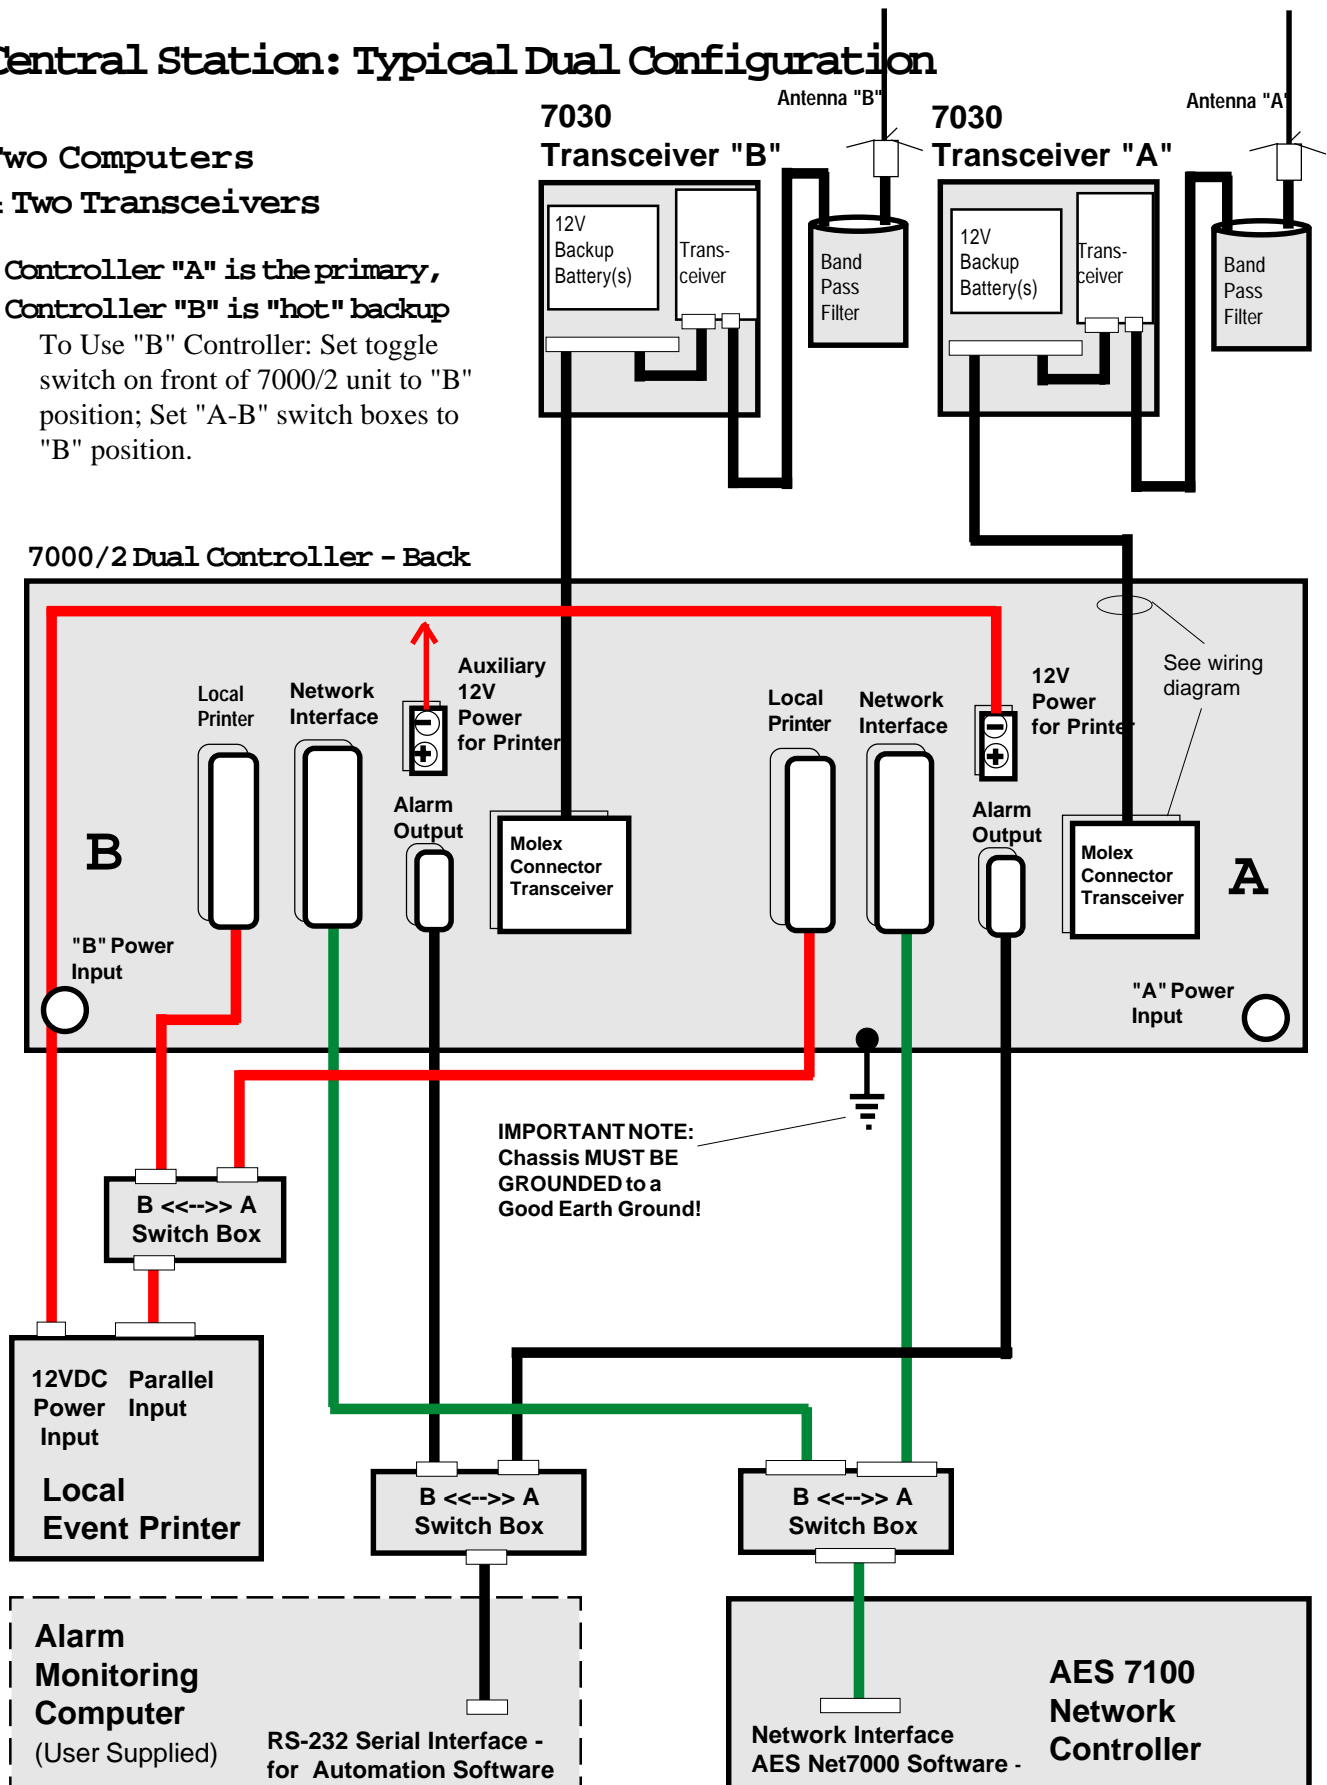 Central Station: Typical Dual Configuration
Two Computers
& Two Transceivers
Controller "A" is the primary,
Controller "B" is "hot" backup
To Use "B" Controller: Set toggle
switch on front of 7000/2 unit to "B"
position; Set "A-B" switch boxes to
"B" position.
7030
Transceiver "B"
Antenna "B"
12V
Backup
Battery(s)
Trans-
ceiver
Band
Pass
Filter
7030
Transceiver "A"
Antenna "A"
12V
Backup
Battery(s)
Trans-
ceiver
Band
Pass
Filter
7000/2 Dual Controller - Back
Local
Printer
Network
Interface
Auxiliary
12V
Power
for Printer
Alarm
Output
Molex
Connector
Transceiver
B
"B" Power
Input
Local
Printer
Network
Interface
12V
Power
for Printer
See wiring
diagram
Alarm
Output
Molex
Connector
Transceiver
A
"A" Power
Input
IMPORTANT NOTE:
Chassis MUST BE
GROUNDED to a
Good Earth Ground!
B <<-->> A
Switch Box
12VDC
Power
Input
Parallel
Input
Local
Event Printer
B <<-->> A
Switch Box
B <<-->> A
Switch Box
Alarm
Monitoring
Computer
(User Supplied)
RS-232 Serial Interface -
for Automation Software
Network Interface
AES Net7000 Software -
AES 7100
Network
Controller